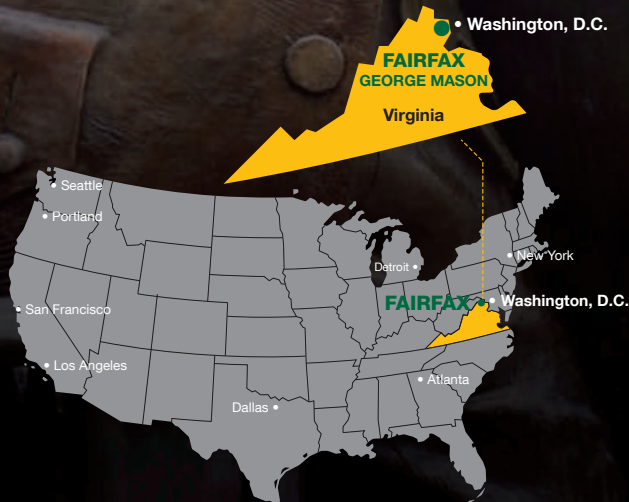 Washington, D.C.
FAIRFAX
GEORGE MASON
Virginia
Seattle
Portland
New York
Detroit
FAIRFAX
Washington, D.C.
San Francisco
Los Angeles
Atlanta
Dallas